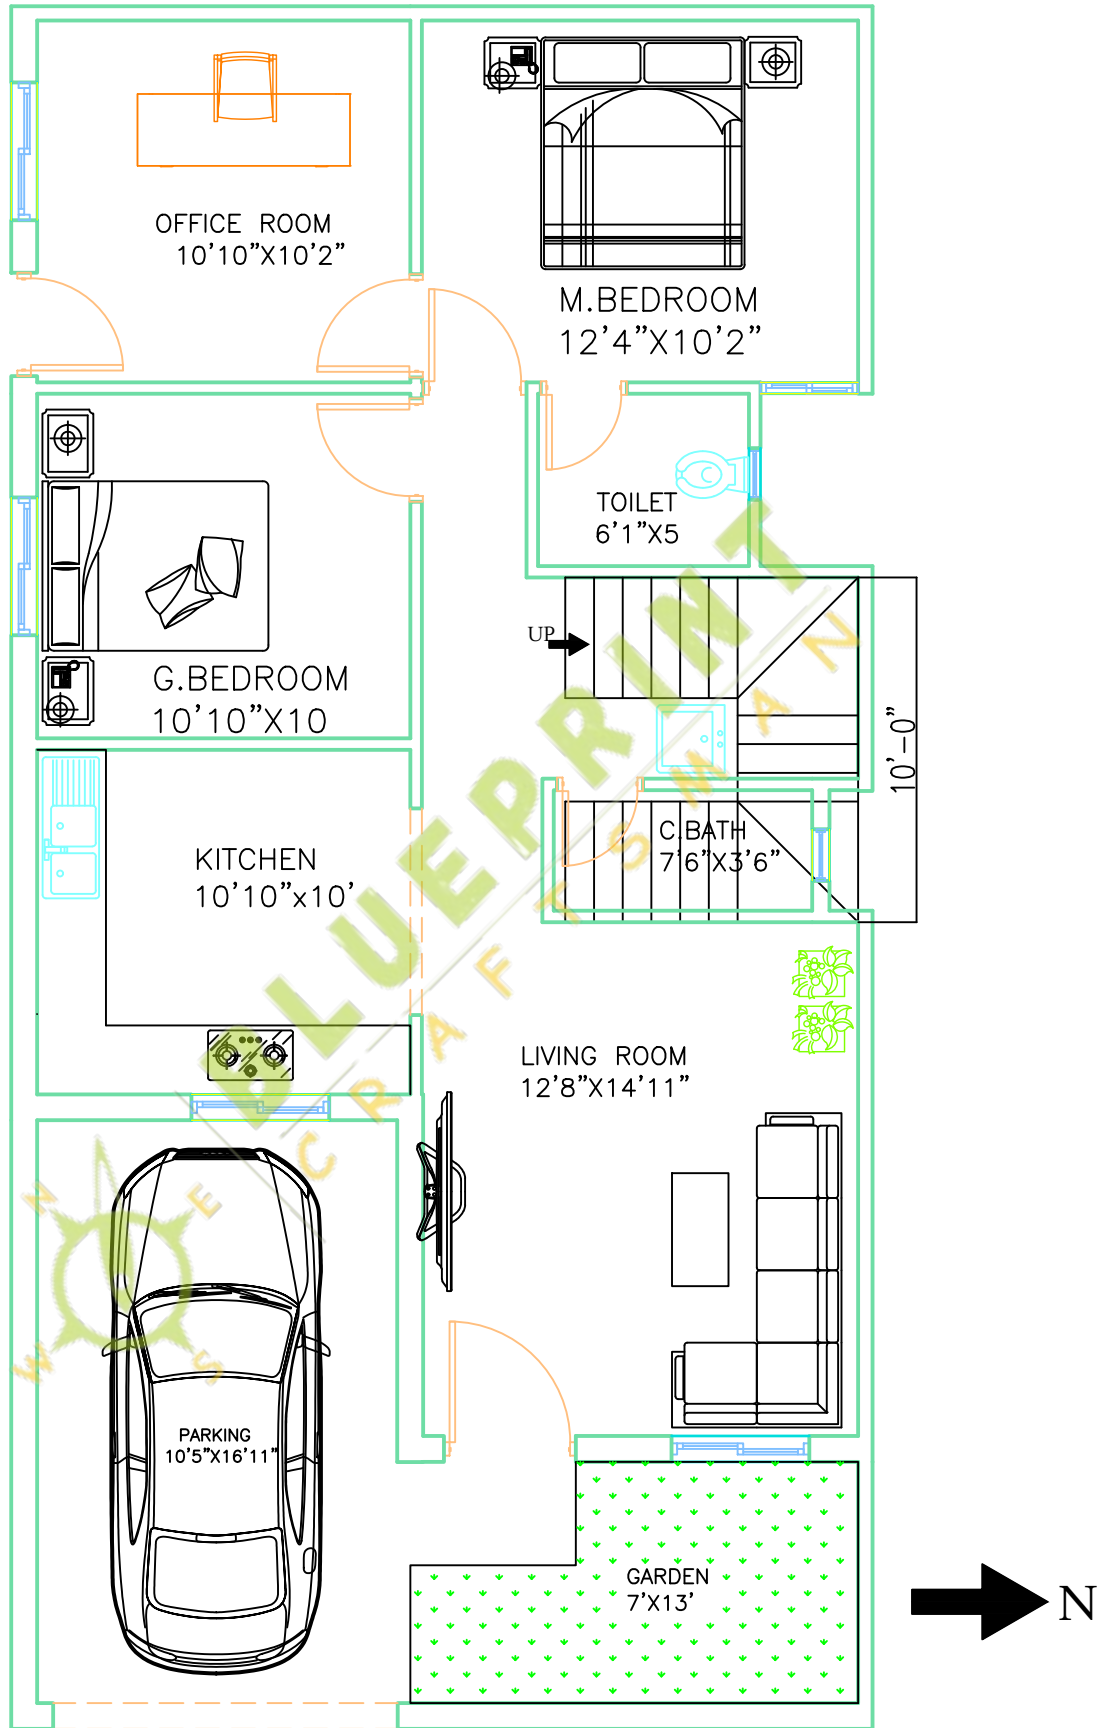 OFFICE ROOM
10'10"X10'2"
M.BEDROOM
12'4"X10'2"
TOILET
6'1"X5
UP
G.BEDROOM
10'10"X10
10'-0"
C.BATH
7'6"X3'6"
KITCHEN
10'10"x10'
LIVING ROOM
12'8"X14'11"
BLUEPRINT
CRAFTSMAN
N
E
W
S
PARKING
10'5"X16'11"
GARDEN
7'X13'
N